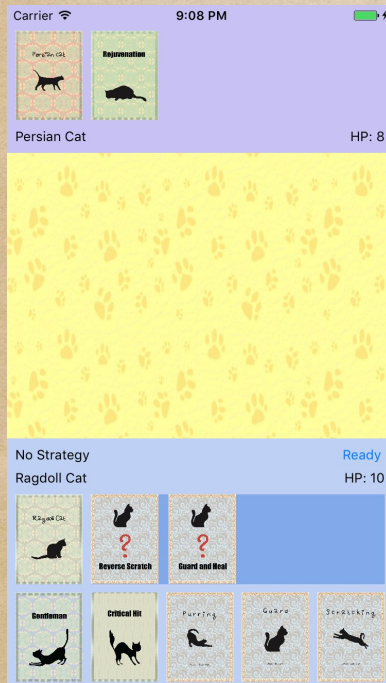 Carrier 9:08 PM
Persian Cat Rejuvenation
Persian Cat HP: 8
No Strategy Ready
Ragdoll Cat HP: 10
Ragdoll Cat ? ?
Reverse Scratch Guard and Heal
Gentleman Critical Hit Purring Guard Scratching